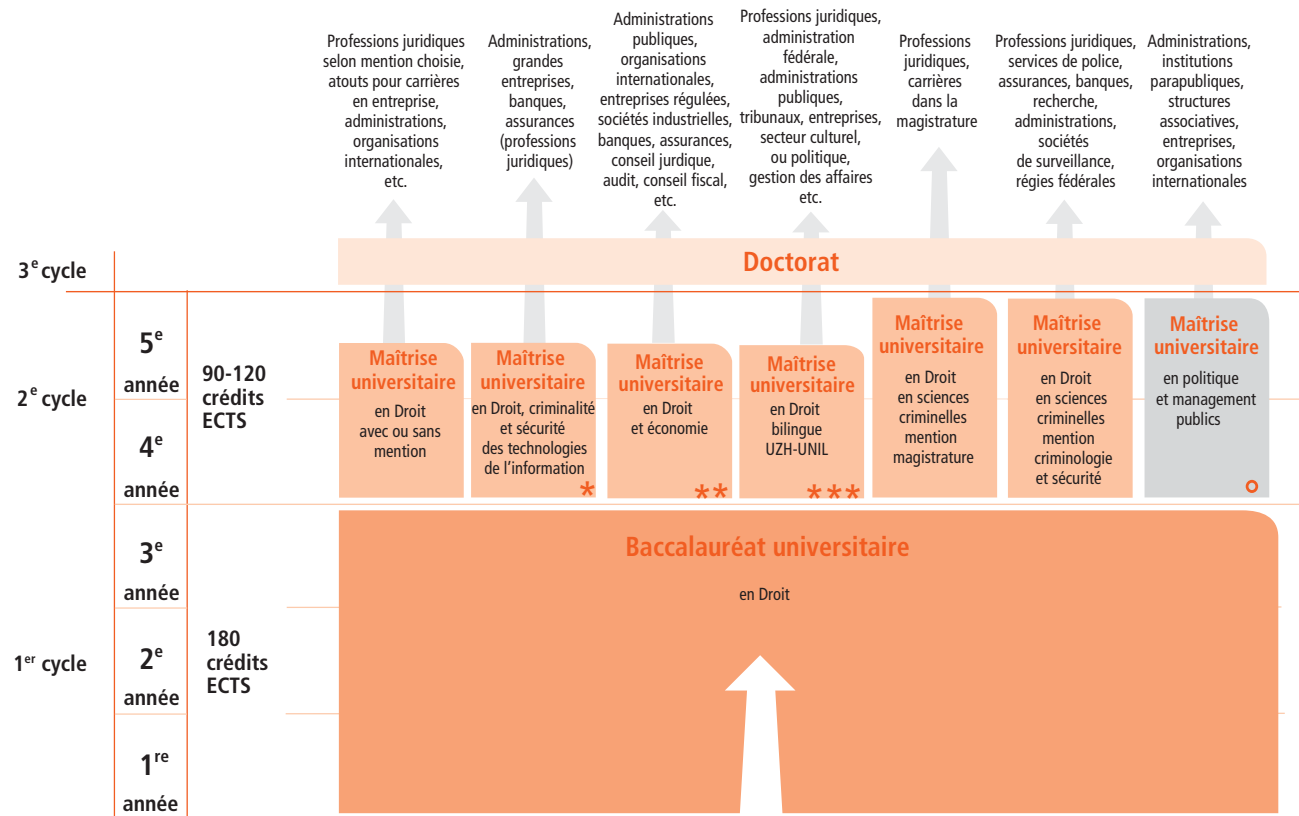 Professions juridiques
selon mention choisie,
atouts pour carrières
en entreprise,
administrations,
organisations
internationales,
etc.
Administrations,
grandes
entreprises,
banques,
assurances
(professions
juridiques)
Administrations
publiques,
organisations
internationales,
entreprises régulées,
sociétés industrielles,
banques, assurances,
conseil jurdique,
audit, conseil fiscal,
etc.
Professions juridiques,
administration
fédérale,
administrations
publiques,
tribunaux, entreprises,
secteur culturel,
ou politique,
gestion des affaires
etc.
Professions
juridiques,
carrières
dans la
magistrature
Professions juridiques,
services de police,
assurances, banques,
recherche,
administrations,
sociétés
de surveillance,
régies fédérales
Administrations,
institutions
parapubliques,
structures
associatives,
entreprises,
organisations
internationales
3e cycle
Doctorat
2e cycle
5e
année
4e
année
90-120
crédits
ECTS
Maîtrise
universitaire
en Droit
avec ou sans
mention
Maîtrise
universitaire
en Droit, criminalité
et sécurité
des technologies
de l'information
*
Maîtrise
universitaire
en Droit
et économie
**
Maîtrise
universitaire
en Droit
bilingue
UZH-UNIL
***
Maîtrise
universitaire
en Droit
en sciences
criminelles
mention
magistrature
Maîtrise
universitaire
en Droit
en sciences
criminelles
mention
criminologie
et sécurité
Maîtrise
universitaire
en politique
et management
publics
°
1er cycle
3e
année
2e
année
1re
année
180
crédits
ECTS
Baccalauréat universitaire
en Droit